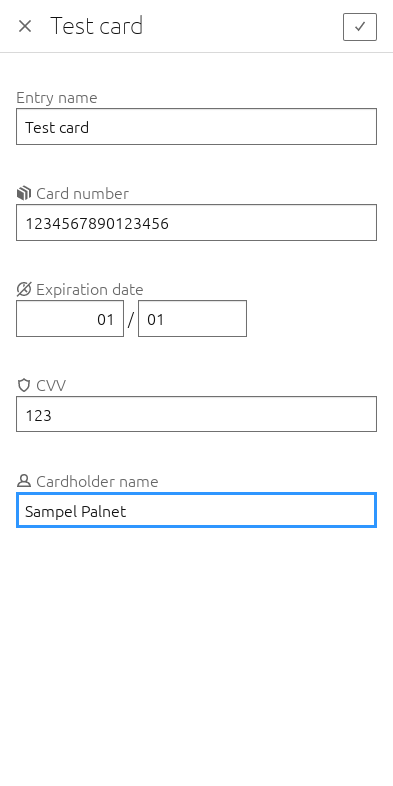 Test card
Entry name
Test card
Card number
1234567890123456
Expiration date
01 / 01
CVV
123
Cardholder name
Sampel Palnet